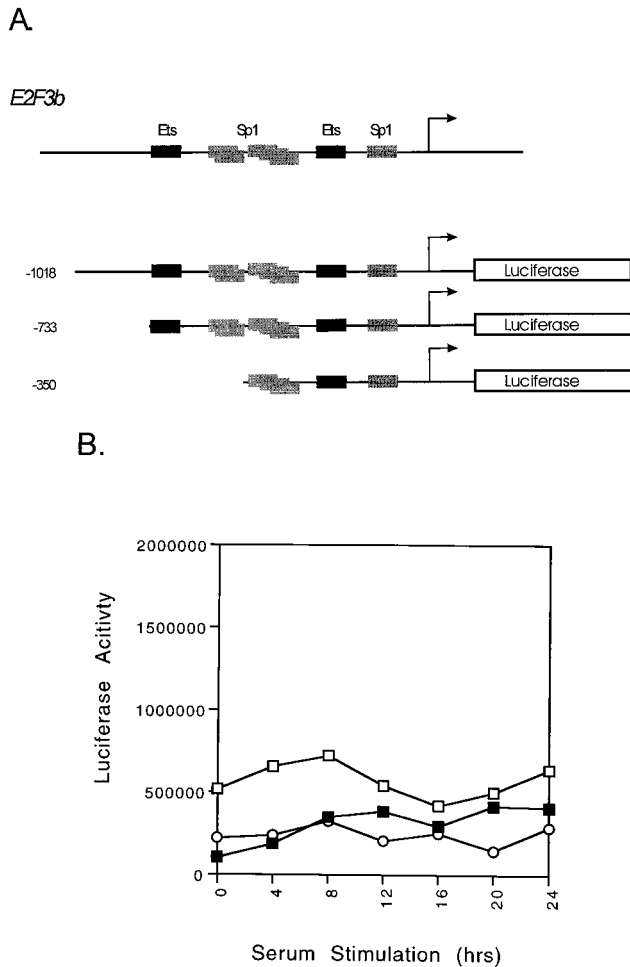 A.
E2F3b
Ets Sp1 Ets Sp1
-1018 Luciferase
-733 Luciferase
-350 Luciferase
B.
Luciferase Acitivty
2000000
1500000
1000000
500000
0
0 4 8 12 16 20 24
Serum Stimulation (hrs)